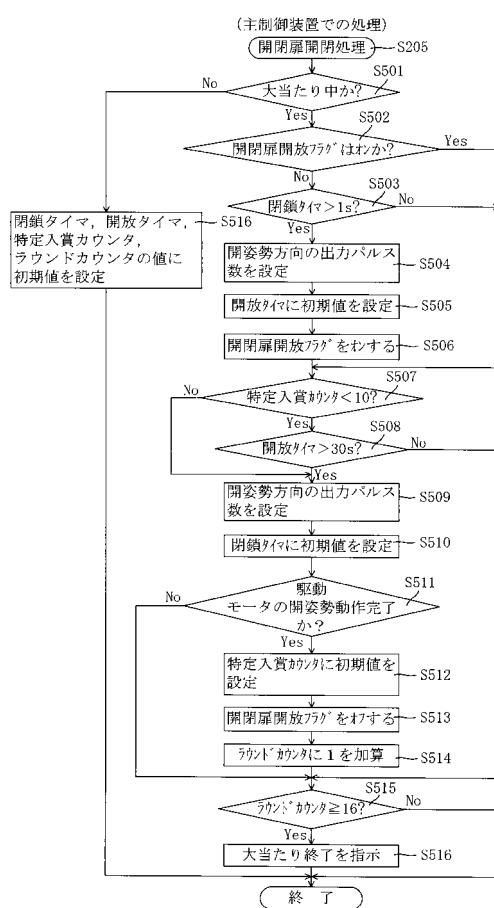 (主制御装置での処理)
開閉扉開閉処理
S205
S501
No
大当たり中か?
Yes
S502
開閉扉開放ﾌﾗｸﾞはｵﾝか?
Yes
No
S503
閉鎖ﾀｲﾏ>1s?
No
Yes
閉鎖タイマ，開放タイマ，
特定入賞カウンタ，
ラウンドカウンタの値に
初期値を設定
S516
開姿勢方向の出力パルス
数を設定
S504
開放ﾀｲﾏに初期値を設定
S505
開閉扉開放ﾌﾗｸﾞをｵﾝする
S506
S507
No
特定入賞ｶｳﾝﾀ<10?
Yes
S508
開放ﾀｲﾏ>30s?
No
Yes
開姿勢方向の出力パルス
数を設定
S509
閉鎖ﾀｲﾏに初期値を設定
S510
S511
No
駆動
モータの開姿勢動作完了
か？
Yes
特定入賞ｶｳﾝﾀに初期値を
設定
S512
開閉扉開放ﾌﾗｸﾞをｵﾌする
S513
ﾗｳﾝﾄﾞｶｳﾝﾀに１を加算
S514
S515
ﾗｳﾝﾄﾞｶｳﾝﾀ≧16?
No
Yes
大当たり終了を指示
S516
終　了